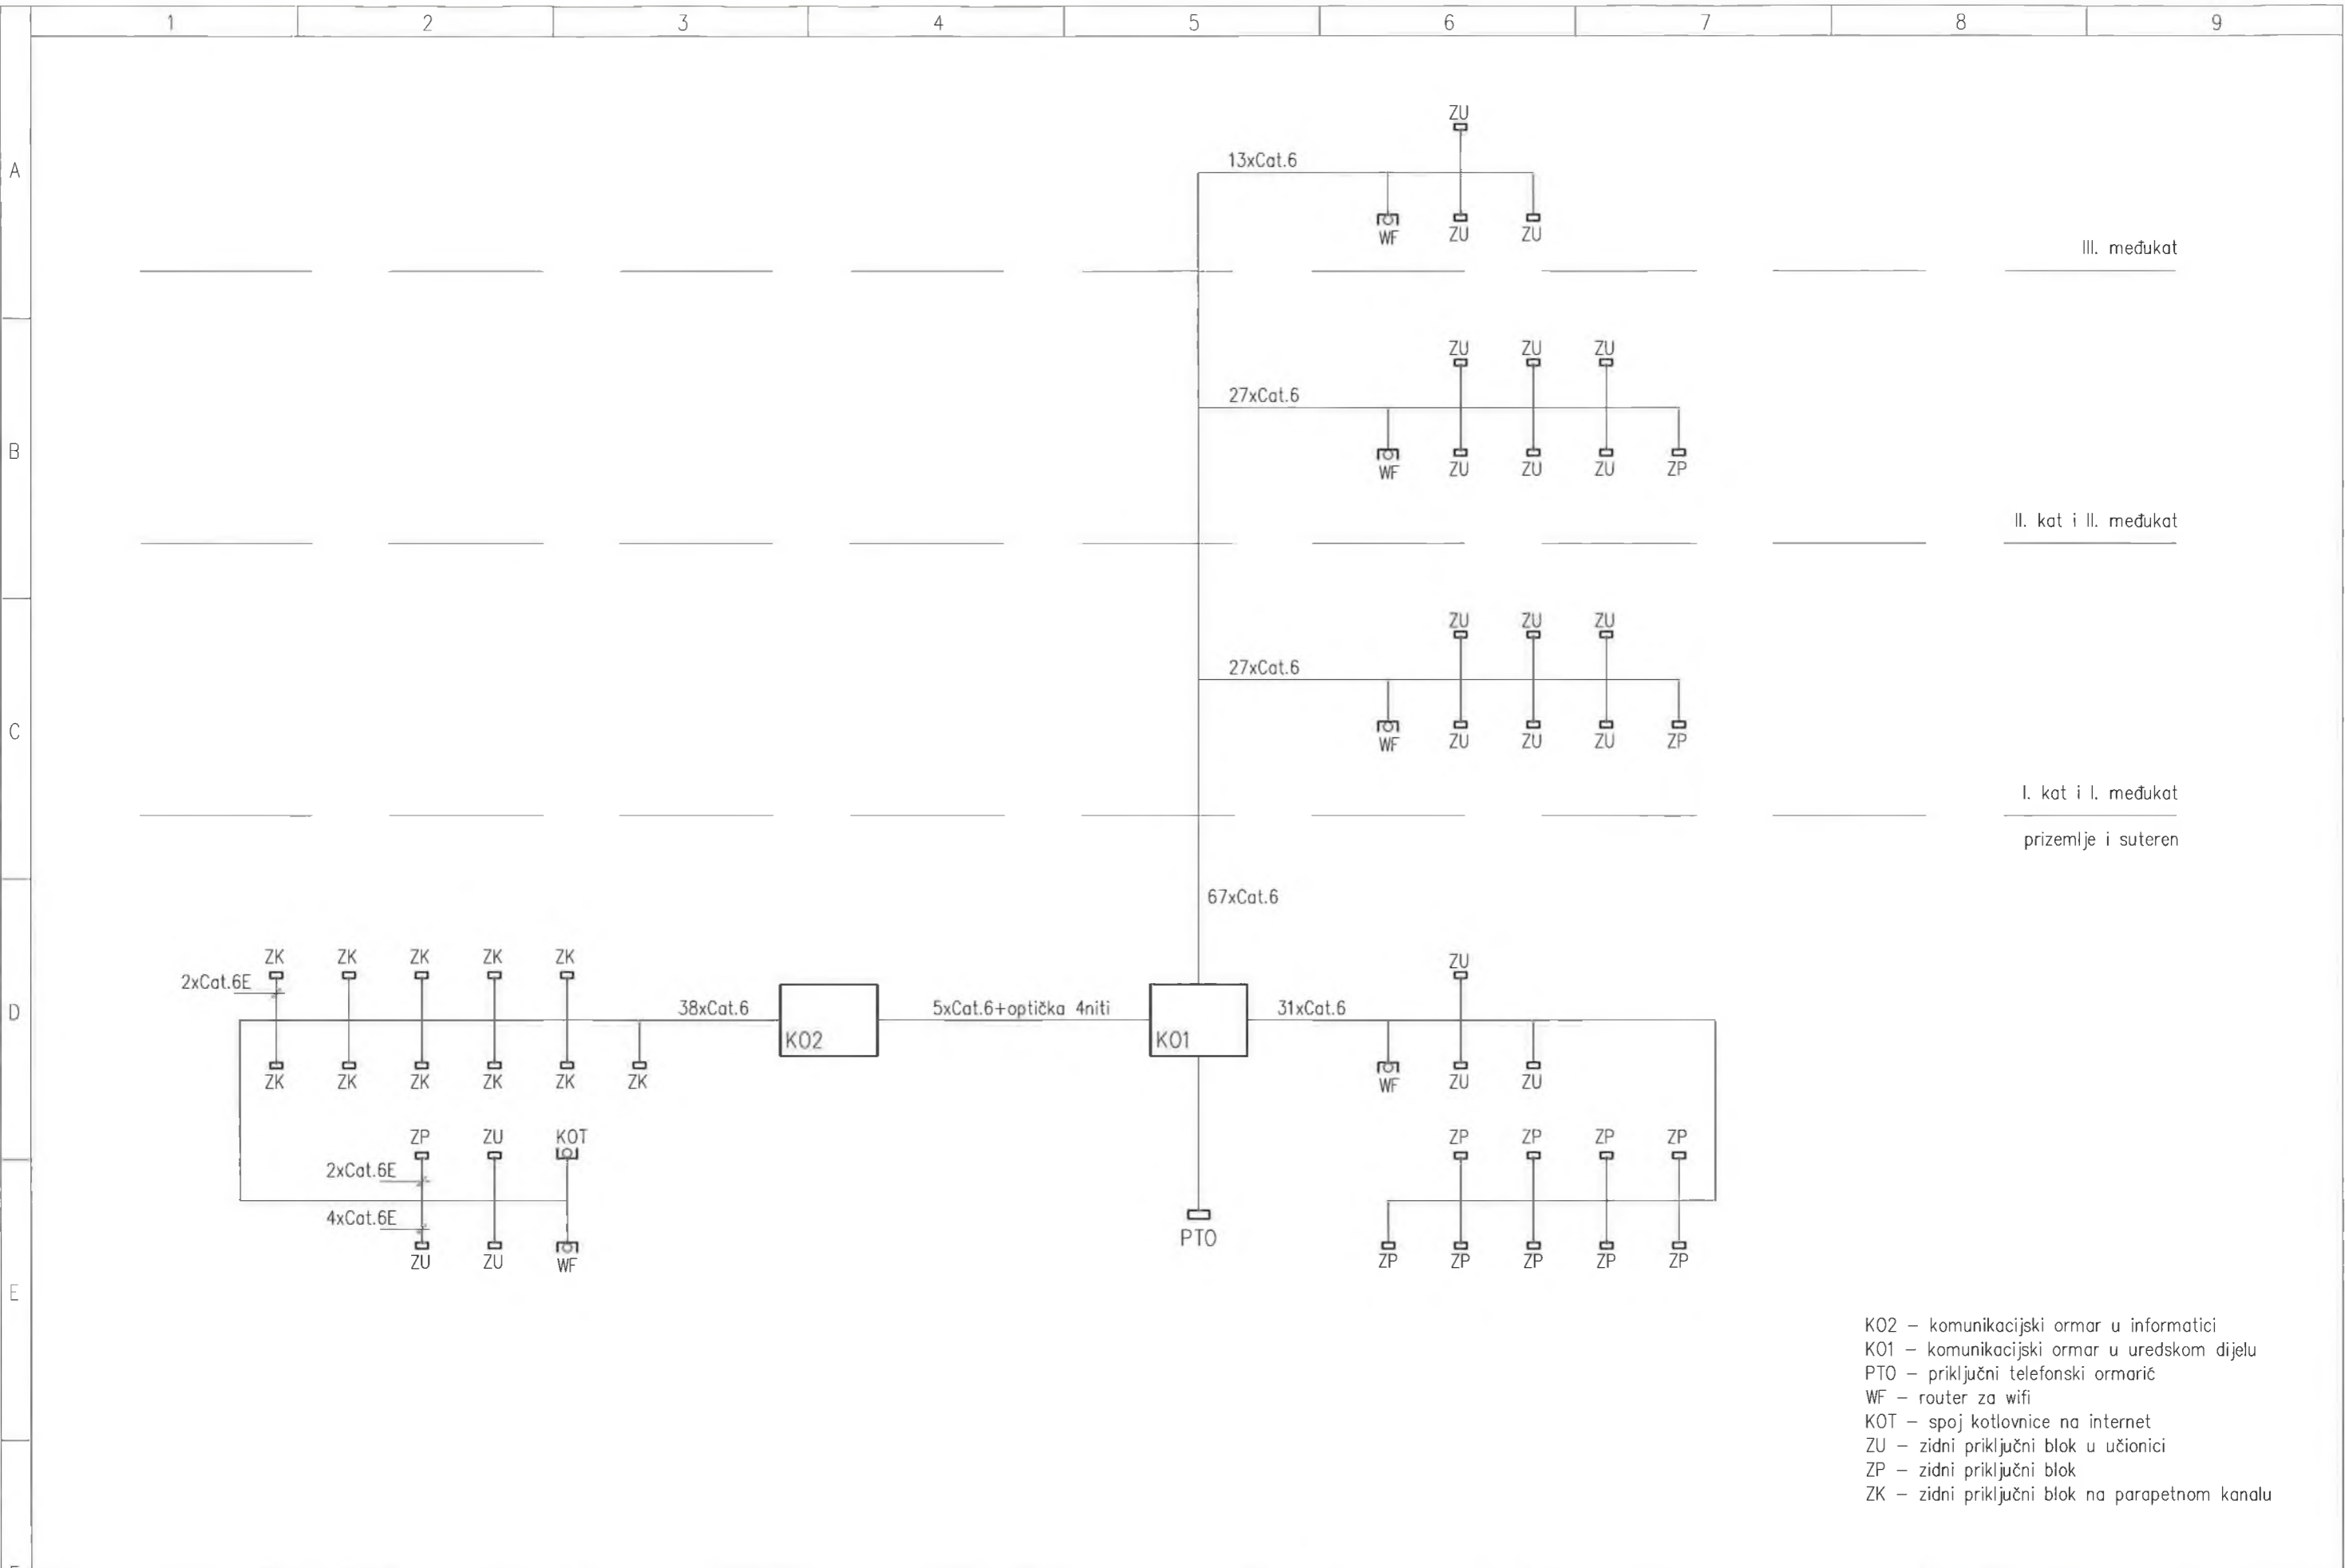 1 2 3 4 5 6 7 8 9
ZU
A
13xCat.6
WF ZU ZU
III. međukat
ZU ZU ZU
27xCat.6
B
WF ZU ZU ZU ZP
II. kat i II. međukat
ZU ZU ZU
27xCat.6
C
WF ZU ZU ZU ZP
I. kat i I. međukat
prizemlje i suteren
67xCat.6
ZK ZK ZK ZK ZK ZU
2xCat.6E
D
38xCat.6 5xCat.6+optička 4niti 31xCat.6
KO2 KO1
ZK ZK ZK ZK ZK ZK WF ZU ZU
ZP ZU KOT ZP ZP ZP ZP
2xCat.6E
4xCat.6E
PTO
ZU ZU WF ZP ZP ZP ZP ZP
E
KO2 – komunikacijski ormar u informatici
KO1 – komunikacijski ormar u uredskom dijelu
PTO – priključni telefonski ormarić
WF – router za wifi
KOT – spoj kotlovnice na internet
ZU – zidni priključni blok u učionici
ZP – zidni priključni blok
ZK – zidni priključni blok na parapetnom kanalu